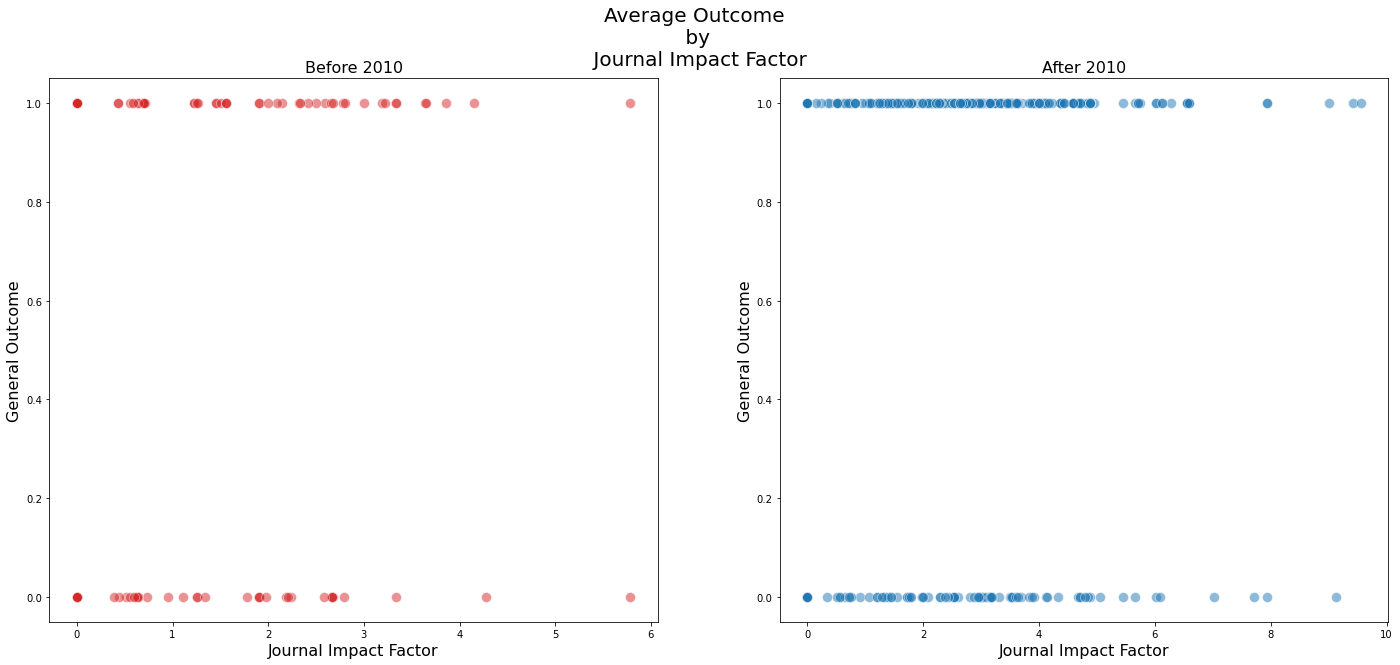 Average Outcome
by
Journal Impact Factor
Before 2010
1.0
0.8
0.6
0.4
0.2
0.0
General Outcome
0 1 2 3 4 5 6
Journal Impact Factor
After 2010
1.0
0.8
0.6
0.4
0.2
0.0
General Outcome
0 2 4 6 8 10
Journal Impact Factor